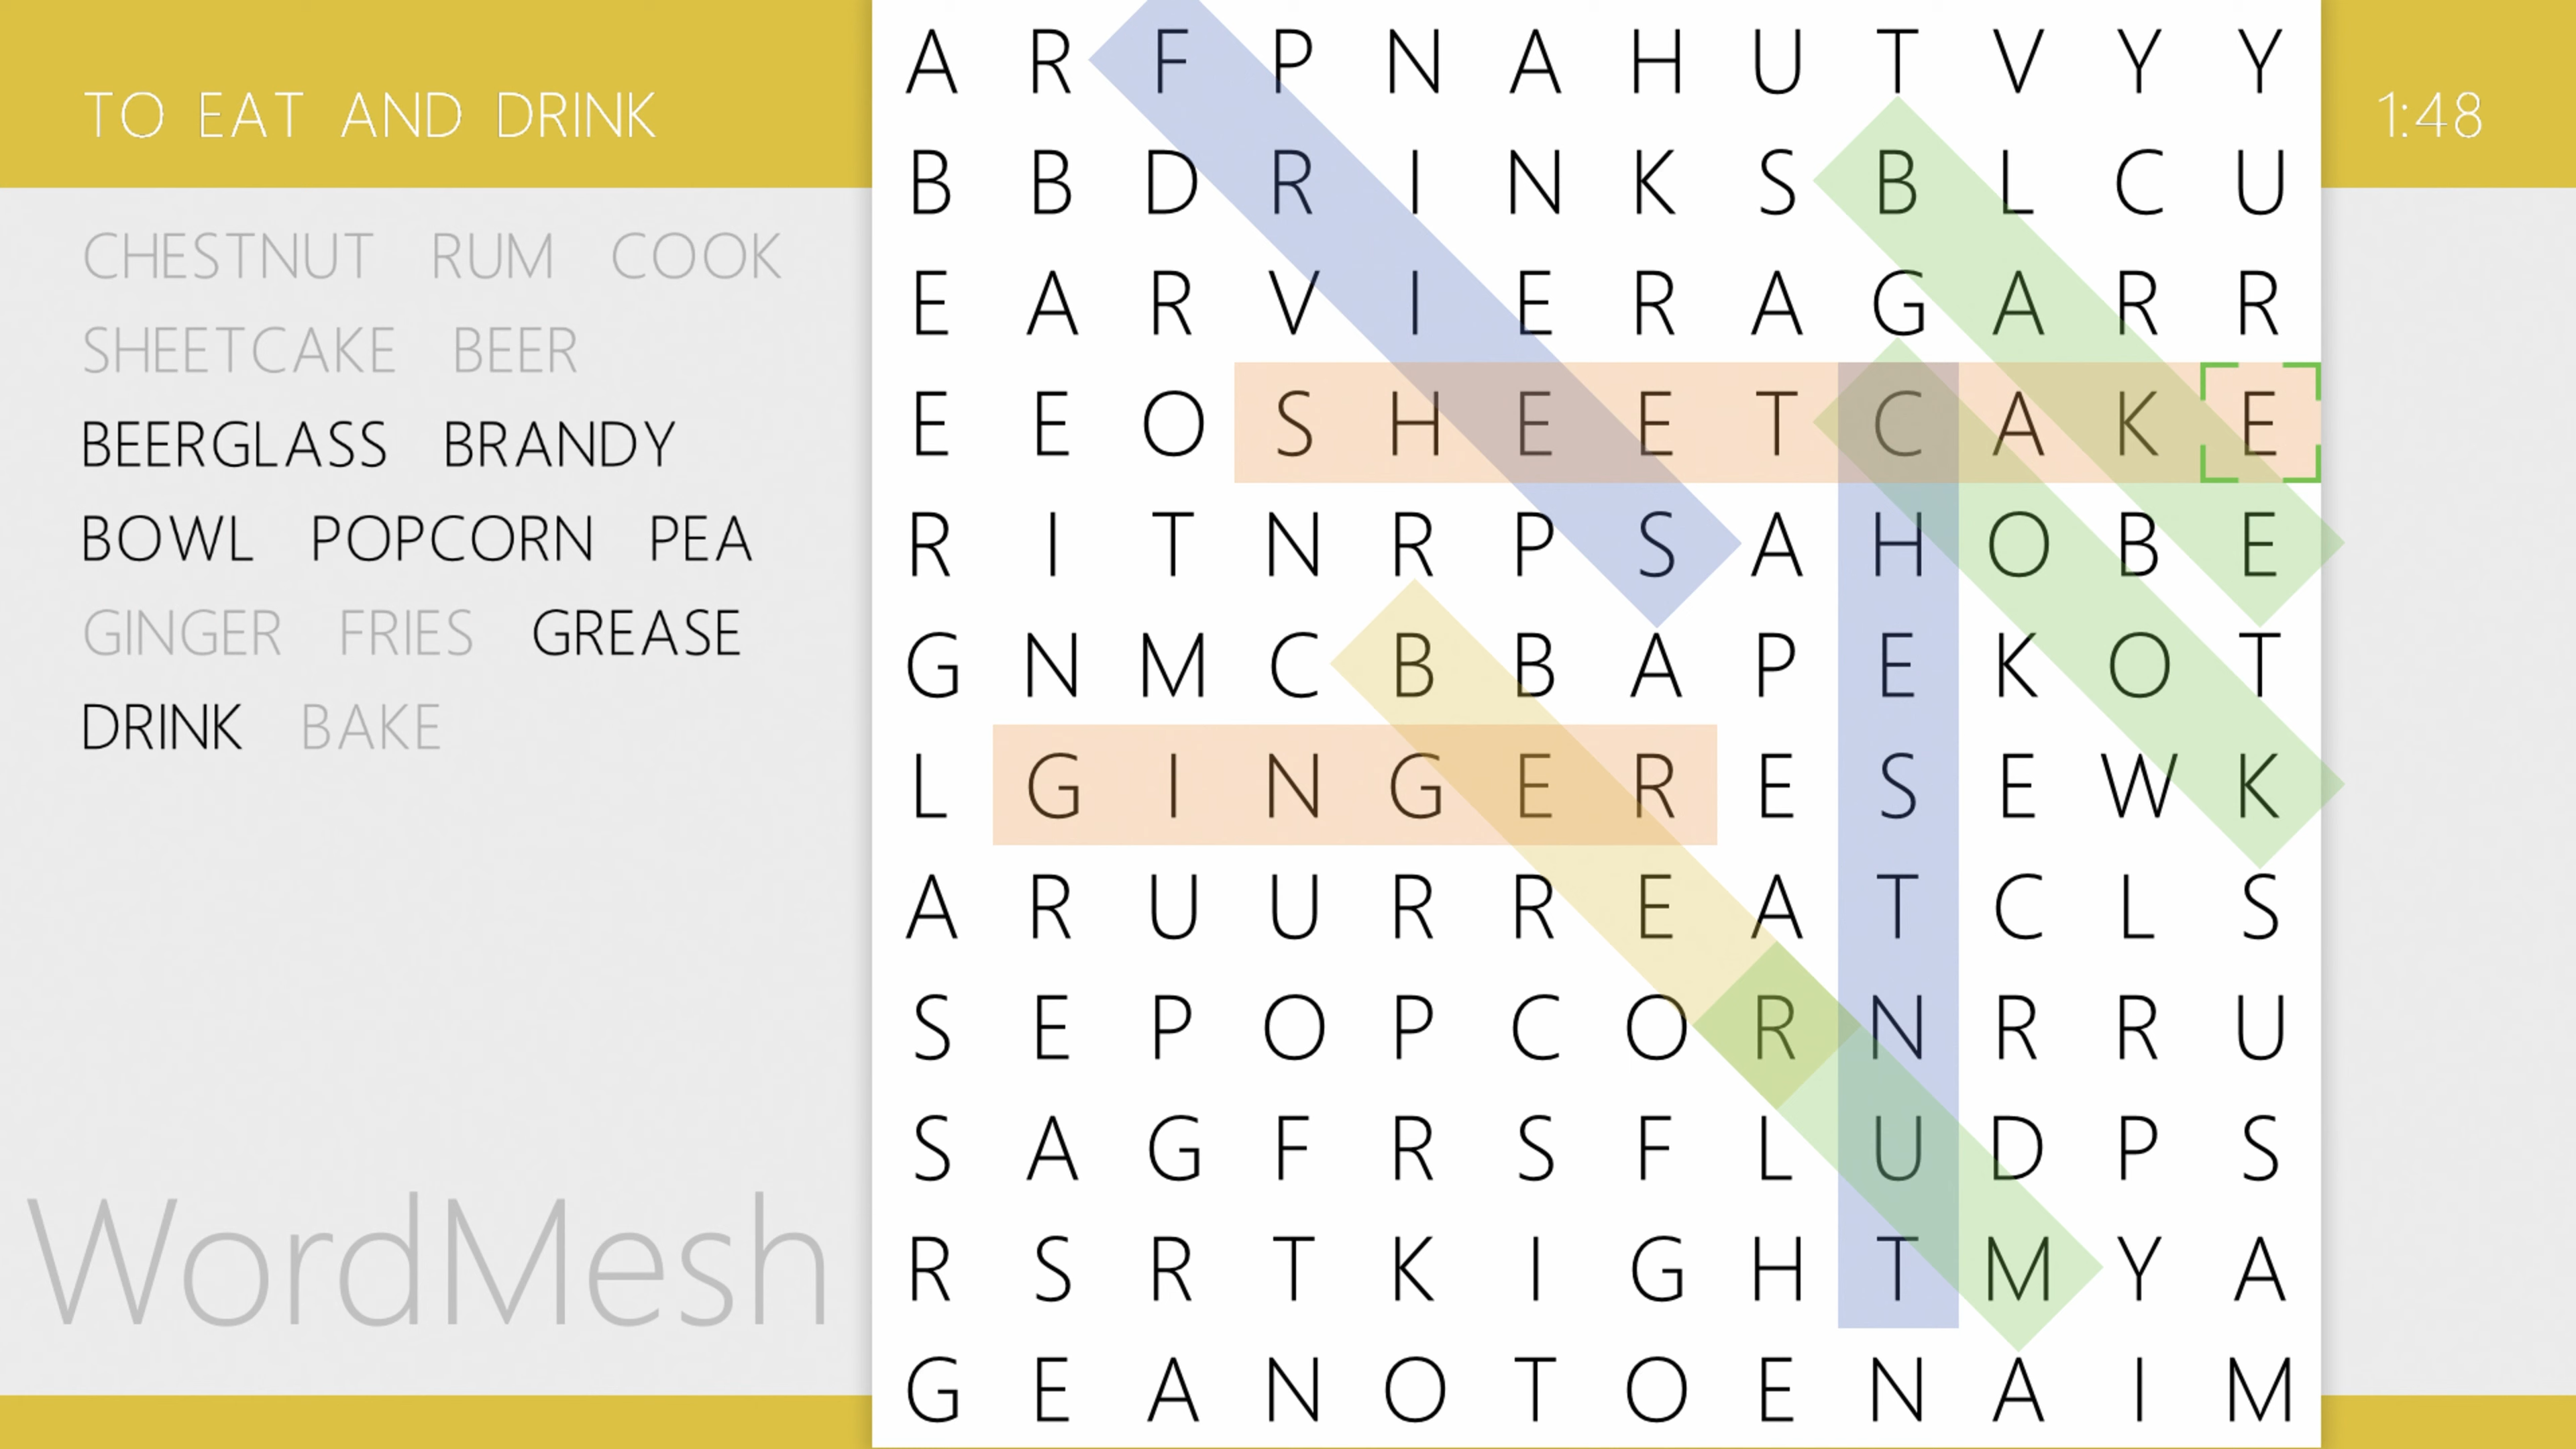 TO EAT AND DRINK
1:48
CHESTNUT RUM COOK
SHEETCAKE BEER
BEERGLASS BRANDY
BOWL POPCORN PEA
GINGER FRIES GREASE
DRINK BAKE
WordMesh
A R F P N A H U T V Y Y
B B D R I N K S B L C U
E A R V I E R A G A R R
E E O S H E E T C A K E
R I T N R P S A H O B E
G N M C B B A P E K O T
L G I N G E R E S E W K
A R U U R R E A T C L S
S E P O P C O R N R R U
S A G F R S F L U D P S
R S R T K I G H T M Y A
G E A N O T O E N A I M